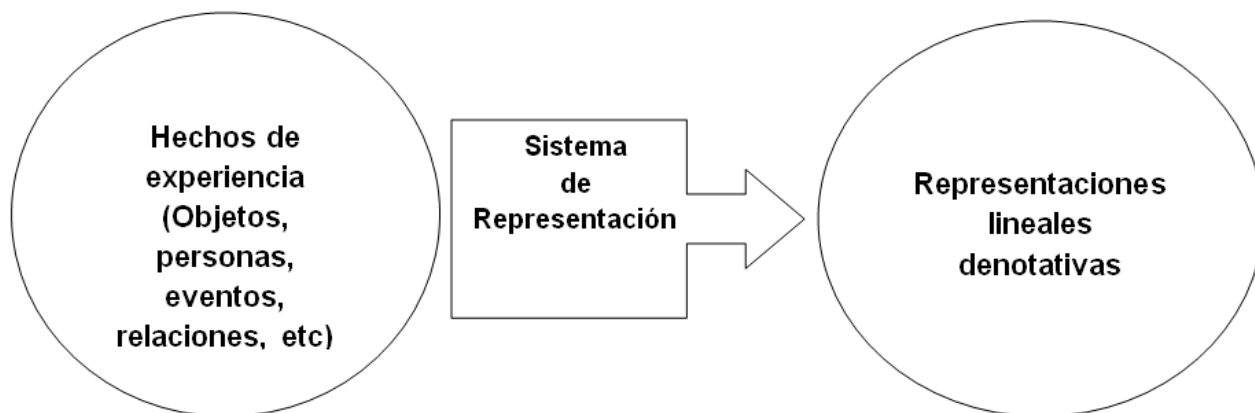 Hechos de
experiencia
(Objetos,
personas,
eventos,
relaciones, etc)
Sistema
de
Representación
Representaciones
lineales
denotativas